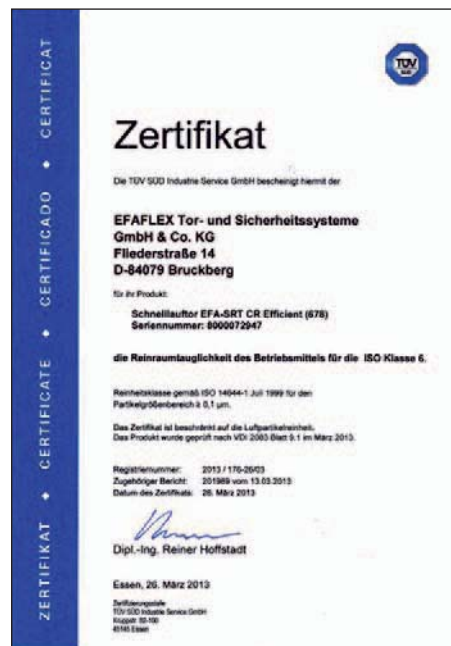 ZERTIFIKAT ◆ CERTIFICATE ◆ CERTIFICADO ◆ CERTIFICAT
TÜV
SÜD
Zertifikat
Die TÜV SÜD Industrie Service GmbH bescheinigt hiermit der
EFAFLEX Tor- und Sicherheitssysteme
GmbH & Co. KG
Fliederstraße 14
D-84079 Bruckberg
für ihr Produkt:
Schnelllauftor EFA-SRT CR Efficient (678)
Seriennummer: 8000072947
die Reinraumtauglichkeit des Betriebsmittels für die ISO Klasse 6.
Reinheitsklasse gemäß ISO 14644-1 Juli 1999 für den
Partikelgrößenbereich ≥ 0,1 µm.
Das Zertifikat ist beschränkt auf die Luftpartikelreinheit.
Das Produkt wurde geprüft nach VDI 2083 Blatt 9.1 im März 2013.
Registriernummer: 2013 / 176-26/03
Zugehöriger Bericht: 201989 vom 13.03.2013
Datum des Zertifikats: 26. März 2013
Dipl.-Ing. Reiner Hoffstadt
Essen, 26. März 2013
Zertifizierungsstelle
TÜV SÜD Industrie Service GmbH
45145 Essen